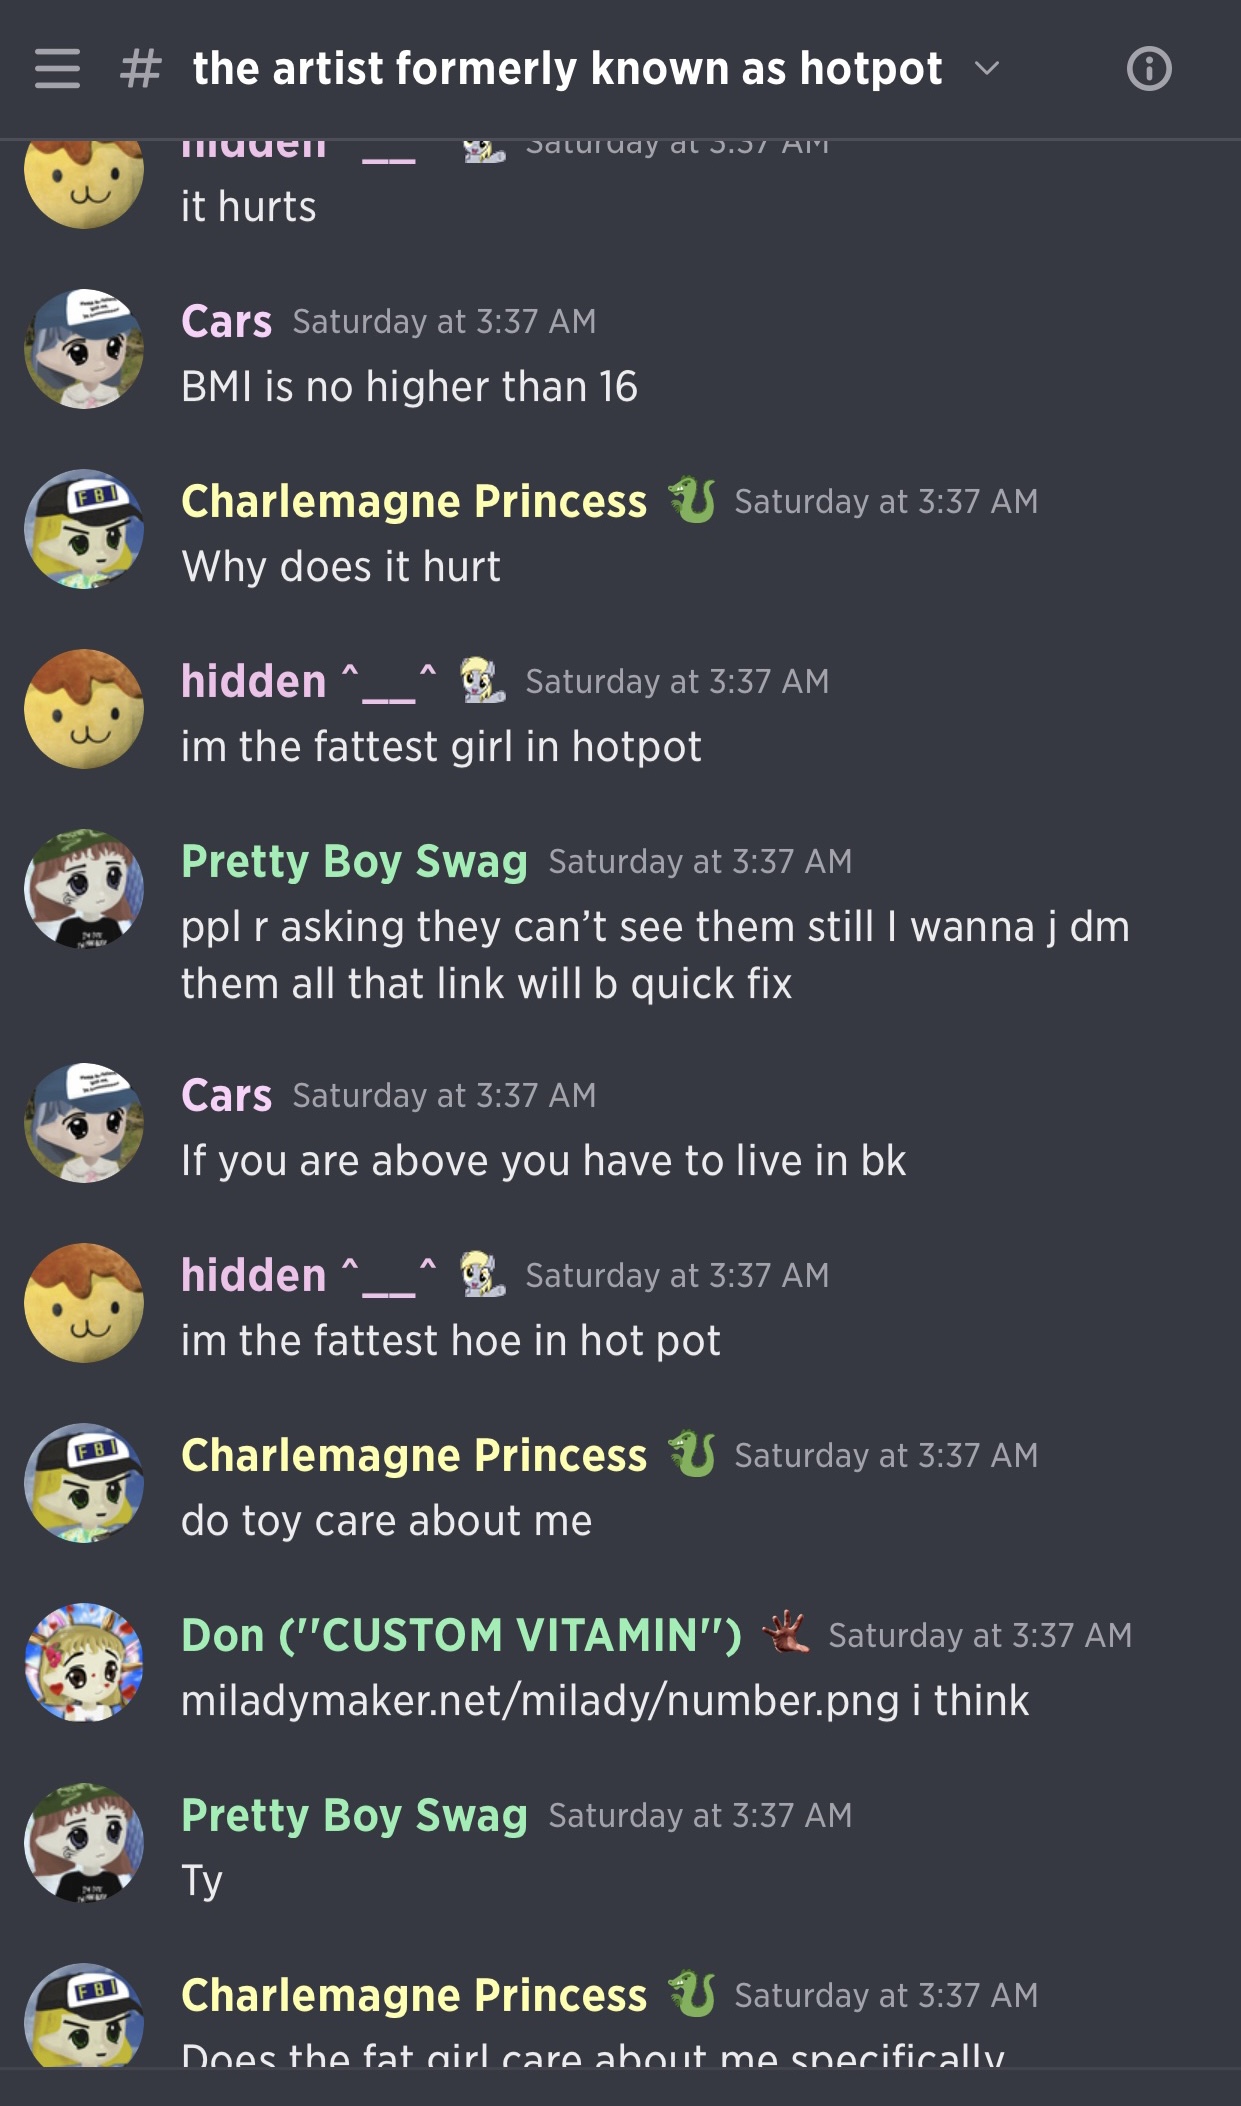 # the artist formerly known as hotpot
hidden ^__^ Saturday at 3:37 AM
it hurts
Cars Saturday at 3:37 AM
BMI is no higher than 16
FBI
Charlemagne Princess Saturday at 3:37 AM
Why does it hurt
hidden ^__^ Saturday at 3:37 AM
im the fattest girl in hotpot
Pretty Boy Swag Saturday at 3:37 AM
ppl r asking they can’t see them still I wanna j dm
them all that link will b quick fix
Cars Saturday at 3:37 AM
If you are above you have to live in bk
hidden ^__^ Saturday at 3:37 AM
im the fattest hoe in hot pot
FBI
Charlemagne Princess Saturday at 3:37 AM
do toy care about me
Don (''CUSTOM VITAMIN'') Saturday at 3:37 AM
miladymaker.net/milady/number.png i think
Pretty Boy Swag Saturday at 3:37 AM
Ty
FBI
Charlemagne Princess Saturday at 3:37 AM
Does the fat girl care about me specifically